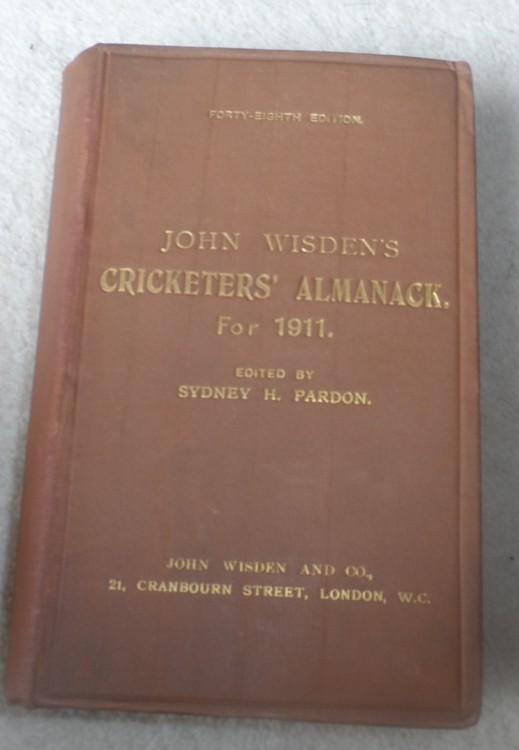 FORTY-EIGHTH EDITION.
JOHN WISDEN'S
CRICKETERS' ALMANACK.
For 1911.
EDITED BY
SYDNEY H. PARDON.
JOHN WISDEN AND CO.,
21, CRANBOURN STREET, LONDON, W.C.